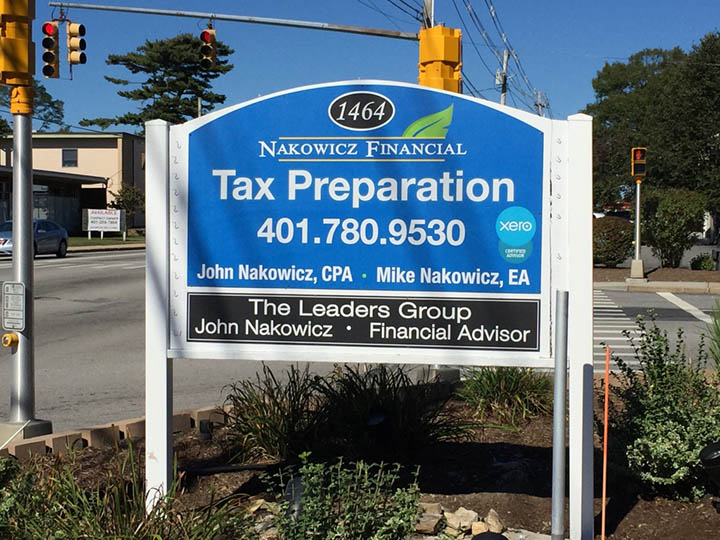 1464
NAKOWICZ FINANCIAL
Tax Preparation
401.780.9530
xero
CERTIFIED
ADVISOR
John Nakowicz, CPA • Mike Nakowicz, EA
The Leaders Group
John Nakowicz • Financial Advisor
AVAILABLE